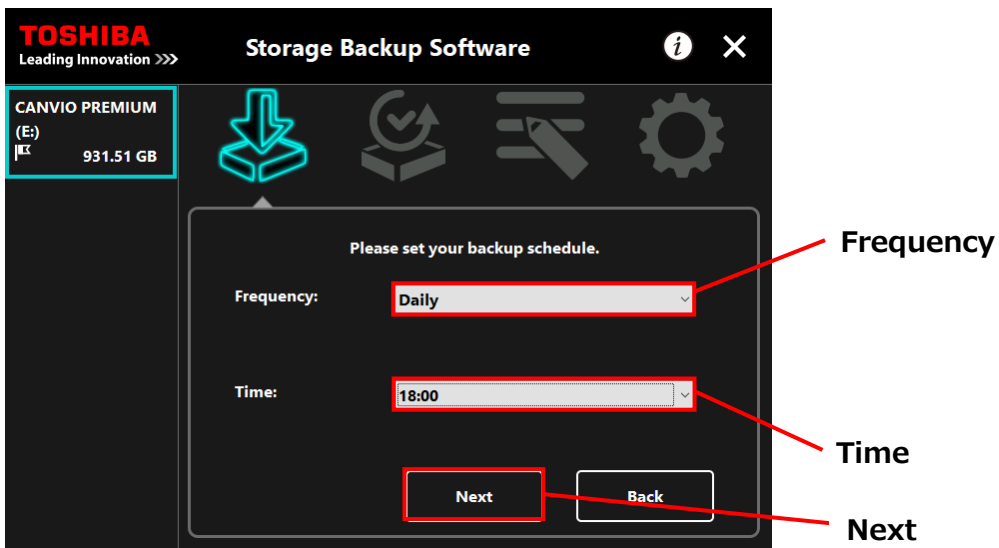 TOSHIBA
Leading Innovation >>>
Storage Backup Software
i
CANVIO PREMIUM
(E:)
931.51 GB
Please set your backup schedule.
Frequency:
Daily
Frequency
Time:
18:00
Time
Next
Back
Next